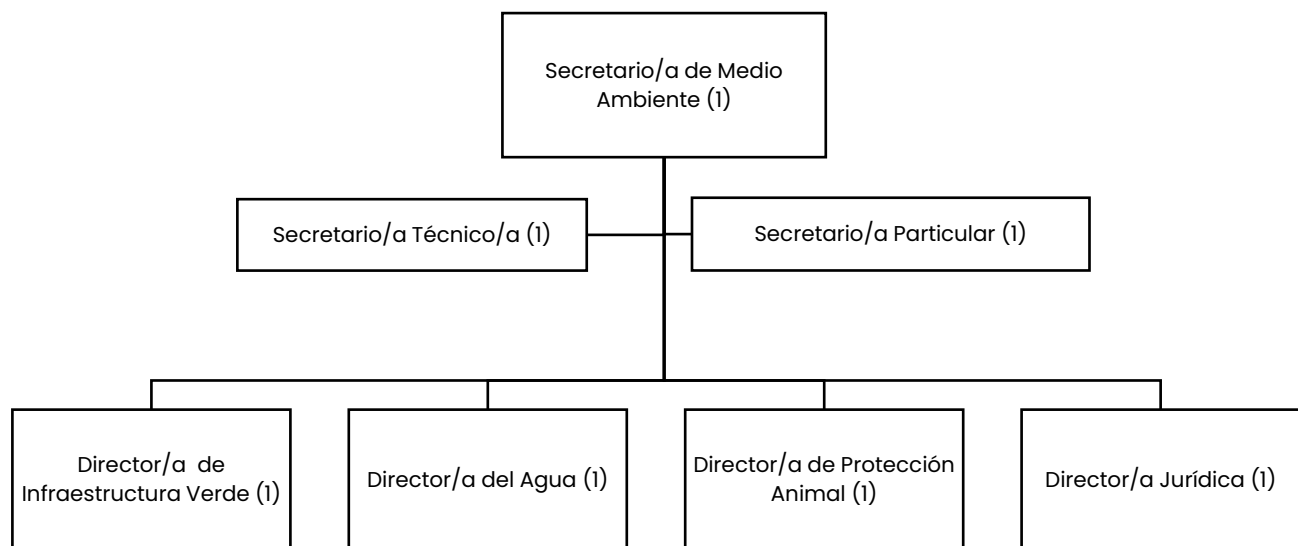 Secretario/a de Medio
Ambiente (1)
Secretario/a Técnico/a (1)
Secretario/a Particular (1)
Director/a de
Infraestructura Verde (1)
Director/a del Agua (1)
Director/a de Protección
Animal (1)
Director/a Jurídica (1)